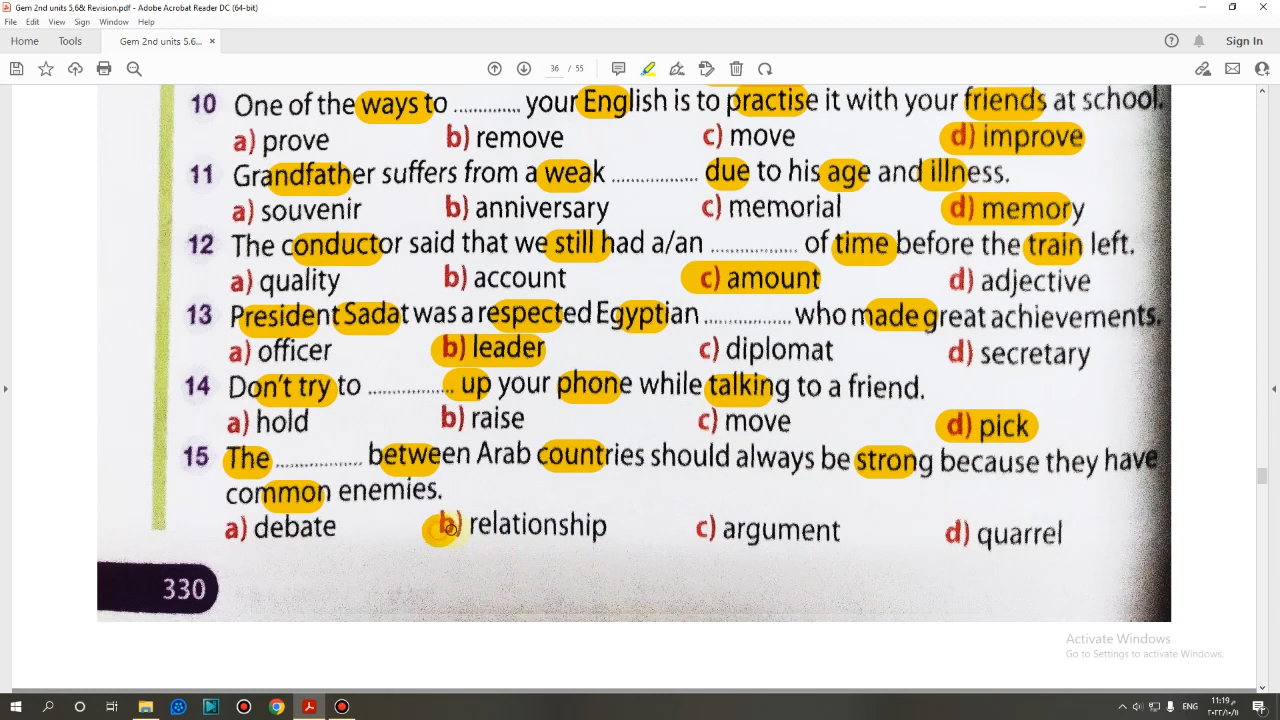 Gem 2nd units 5,6& Revision.pdf - Adobe Acrobat Reader DC (64-bit)
File Edit View Sign Window Help
Home Tools Gem 2nd units 5,6... × Sign In
36 / 55
10 One of the ways to ............ your English is to practise it with your friends at school.
a) prove b) remove c) move d) improve
11 Grandfather suffers from a weak ................ due to his age and illness.
a) souvenir b) anniversary c) memorial d) memory
12 The conductor said that we still had a/an ................ of time before the train left.
a) quality b) account c) amount d) adjective
13 President Sadat was a respected Egyptian ................ who made great achievements.
a) officer b) leader c) diplomat d) secretary
14 Don't try to ................ up your phone while talking to a friend.
a) hold b) raise c) move d) pick
15 The ................ between Arab countries should always be strong because they have
common enemies.
a) debate b) relationship c) argument d) quarrel
330
Activate Windows
Go to Settings to activate Windows.
ENG
11:19 م
٢٠٢٢/١٠/١١